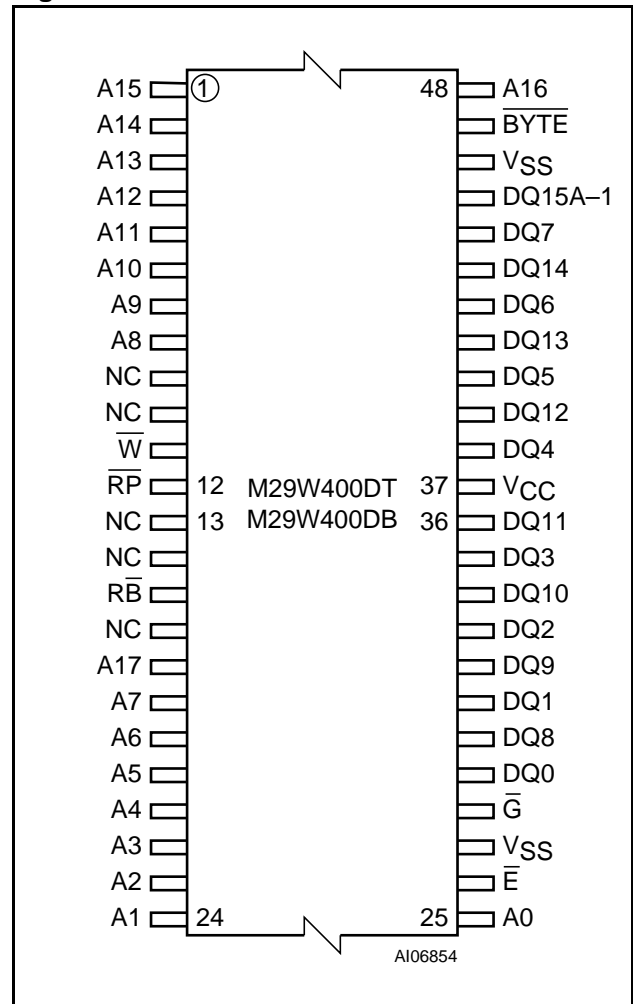 A15 1 48 A16
A14 B̅Y̅T̅E̅
A13 VSS
A12 DQ15A–1
A11 DQ7
A10 DQ14
A9 DQ6
A8 DQ13
NC DQ5
NC DQ12
W̅ DQ4
R̅P̅ 12 M29W400DT 37 VCC
NC 13 M29W400DB 36 DQ11
NC DQ3
RB̅ DQ10
NC DQ2
A17 DQ9
A7 DQ1
A6 DQ8
A5 DQ0
A4 G̅
A3 VSS
A2 E̅
A1 24 25 A0
AI06854